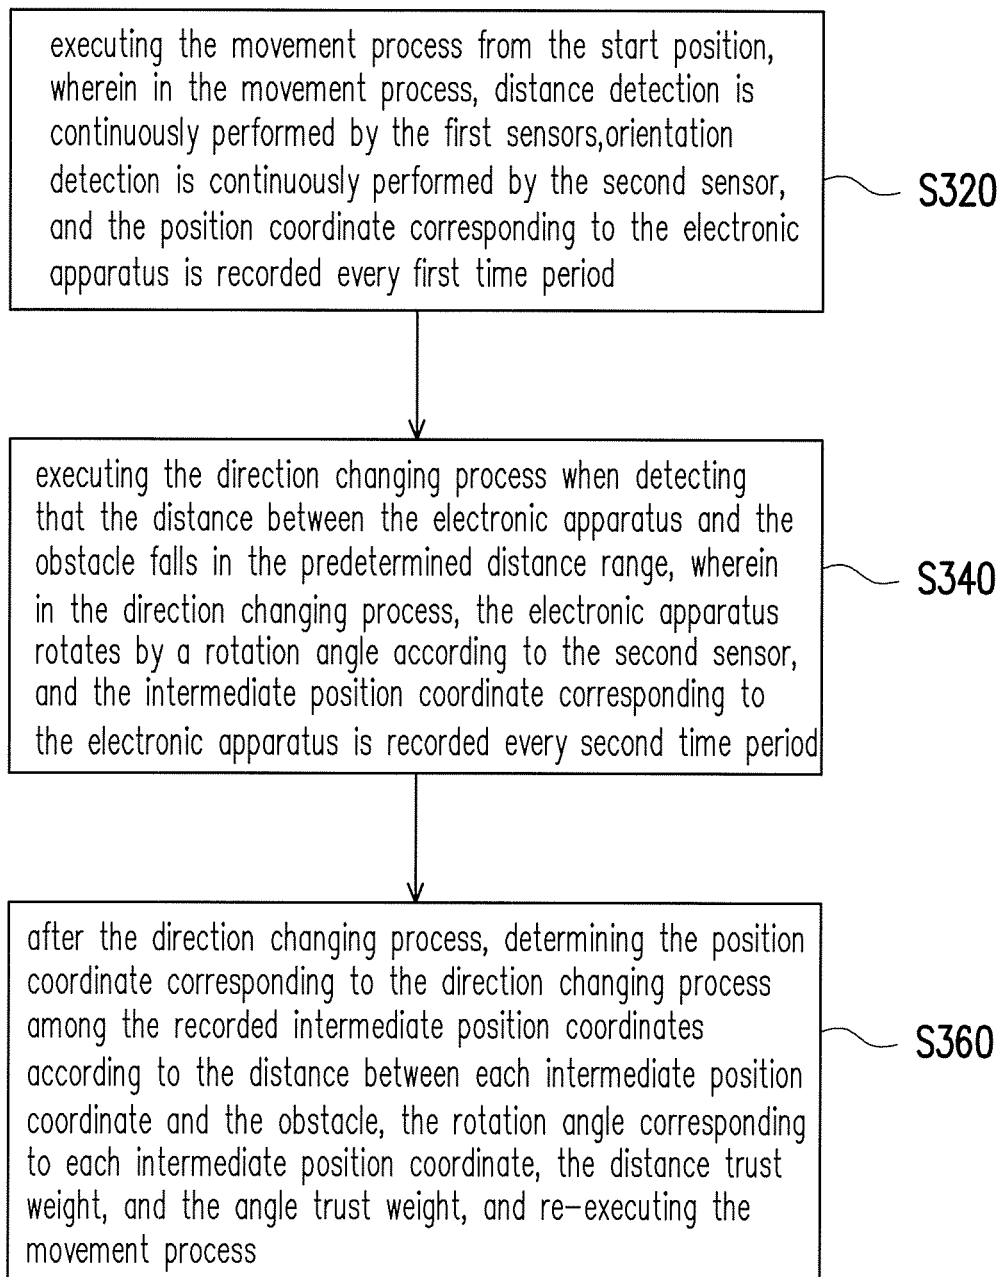 executing the movement process from the start position,
wherein in the movement process, distance detection is
continuously performed by the first sensors,orientation
detection is continuously performed by the second sensor,
and the position coordinate corresponding to the electronic
apparatus is recorded every first time period
S320
executing the direction changing process when detecting
that the distance between the electronic apparatus and the
obstacle falls in the predetermined distance range, wherein
in the direction changing process, the electronic apparatus
rotates by a rotation angle according to the second sensor,
and the intermediate position coordinate corresponding to
the electronic apparatus is recorded every second time period
S340
after the direction changing process, determining the position
coordinate corresponding to the direction changing process
among the recorded intermediate position coordinates
according to the distance between each intermediate position
coordinate and the obstacle, the rotation angle corresponding
to each intermediate position coordinate, the distance trust
weight, and the angle trust weight, and re-executing the
movement process
S360